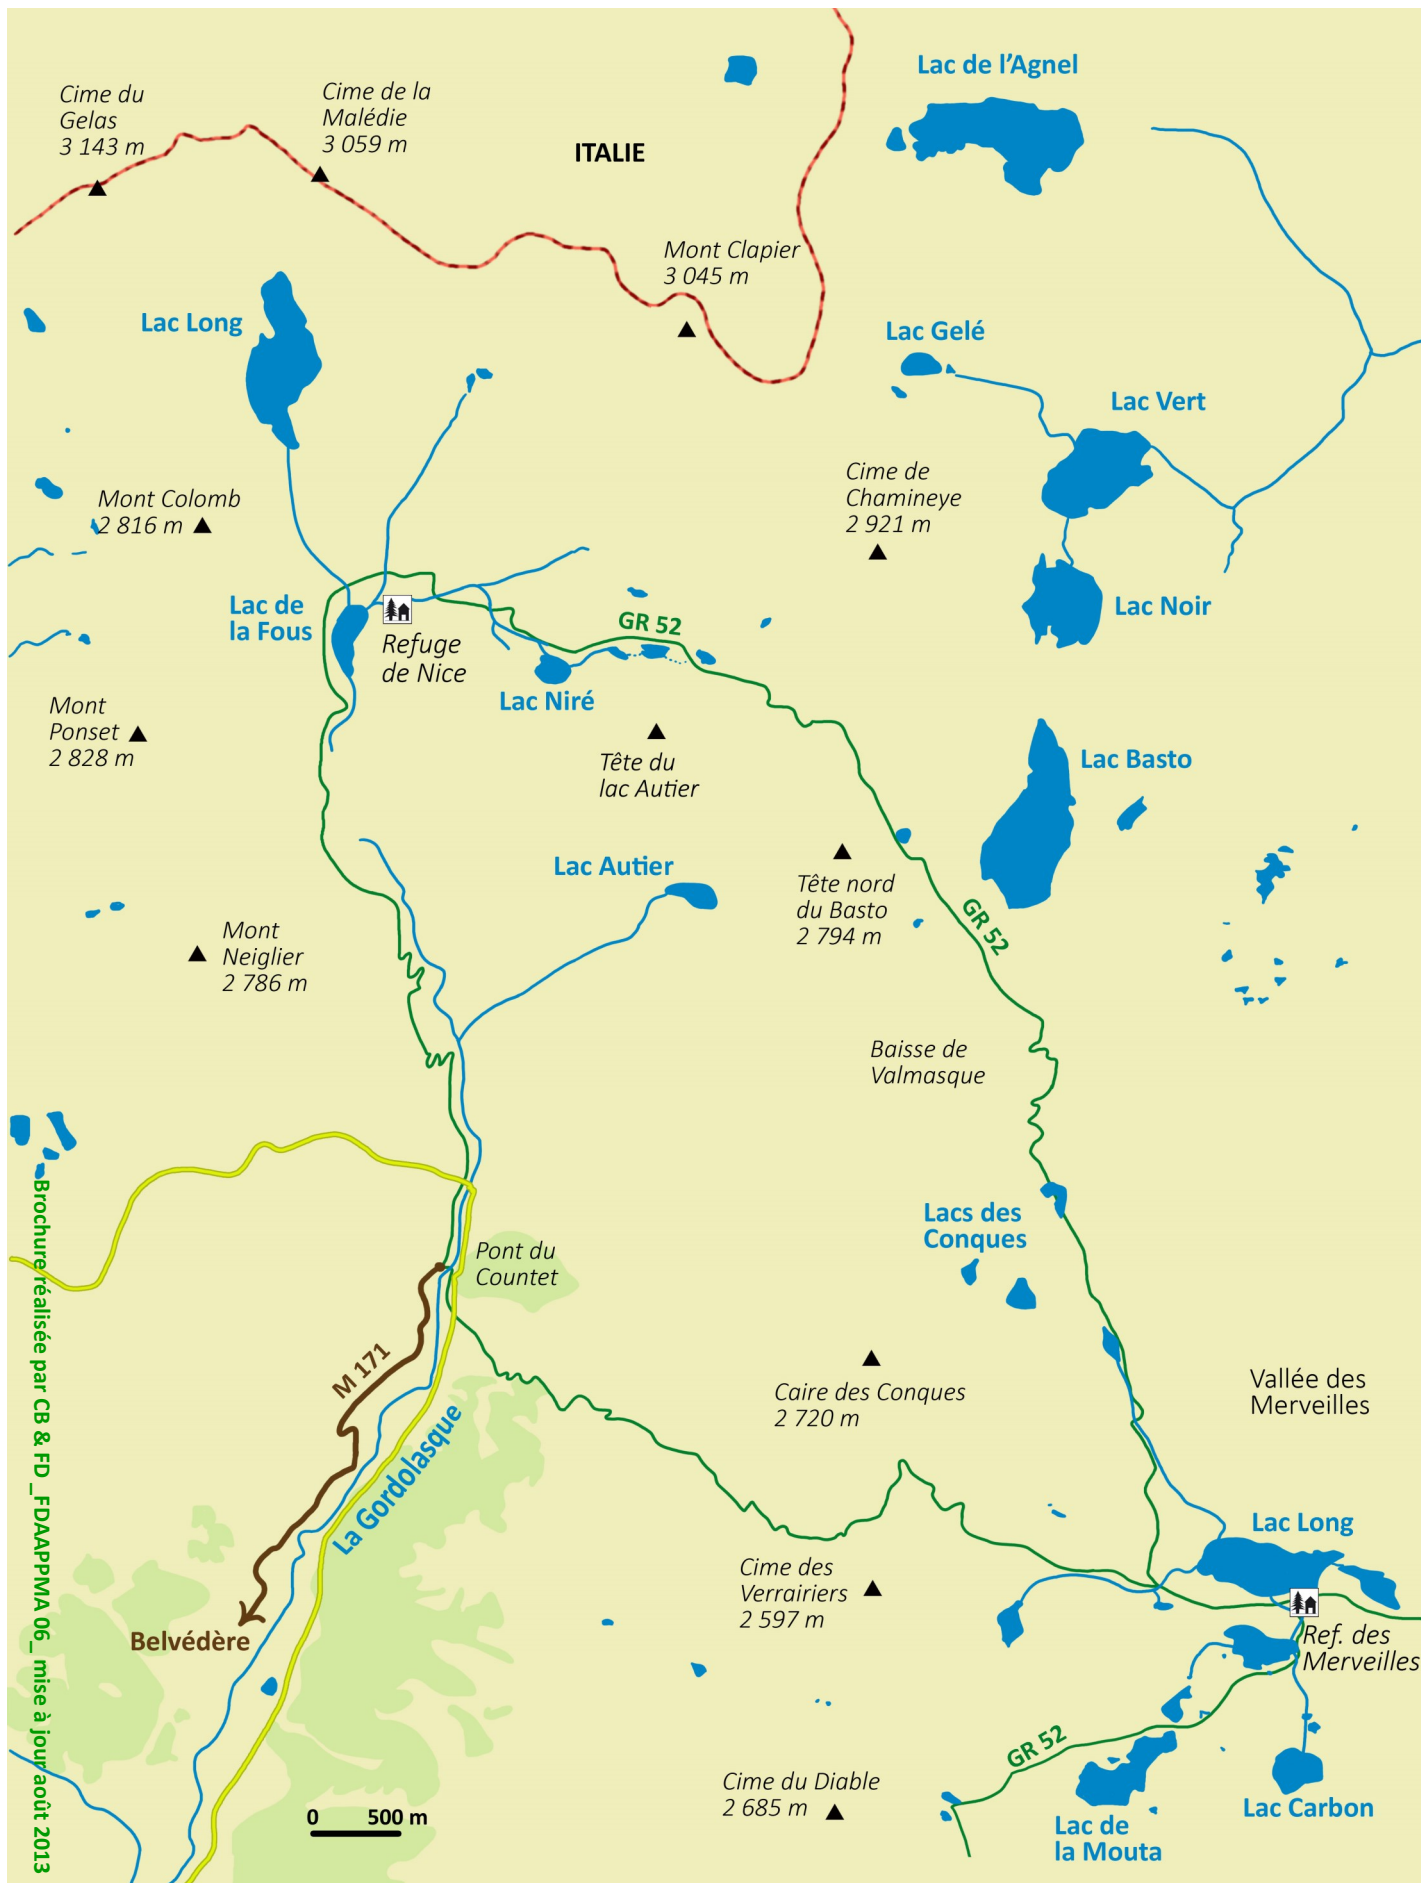 Lac de l'Agnel
Cime du
Gelas
3 143 m
Cime de la
Malédie
3 059 m
ITALIE
Mont Clapier
3 045 m
Lac Long
Lac Gelé
Lac Vert
Cime de
Chamineye
2 921 m
Mont Colomb
2 816 m
Lac de
la Fous
Refuge
de Nice
GR 52
Lac Noir
Lac Niré
Mont
Ponset
2 828 m
Tête du
lac Autier
Lac Basto
Lac Autier
Tête nord
du Basto
2 794 m
GR 52
Mont
Neiglier
2 786 m
Baisse de
Valmasque
Lacs des
Conques
Pont du
Countet
M 171
Caire des Conques
2 720 m
Vallée des
Merveilles
La Gordolasque
Lac Long
Cime des
Verrairiers
2 597 m
Belvédère
Ref. des
Merveilles
GR 52
Cime du Diable
2 685 m
Lac Carbon
Lac de
la Mouta
0 500 m
Brochure réalisée par CB & FD _FDAAPPMA 06_ mise à jour août 2013